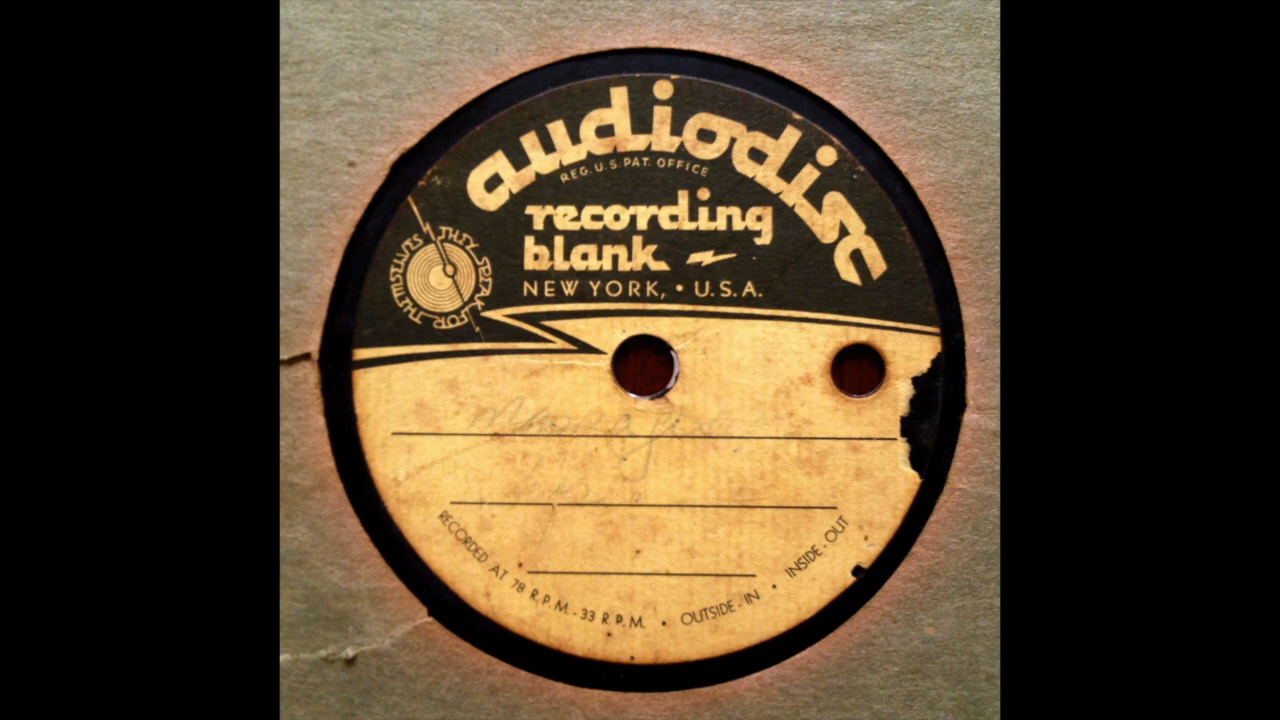 audiodisc
REG. U.S. PAT. OFFICE
recording
blank
NEW YORK, • U.S.A.
THEY SPEAK FOR THEMSELVES
RECORDED AT 78 R.P.M. - 33 R.P.M. • OUTSIDE - IN • INSIDE - OUT